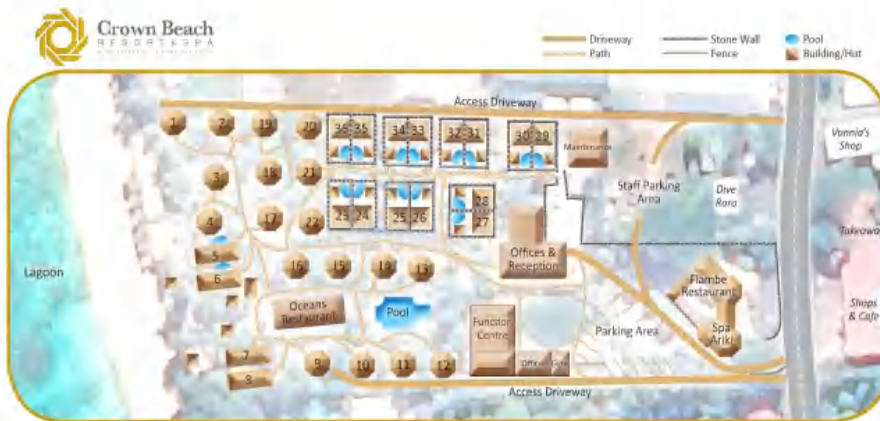 Crown Beach
RESORT & SPA
Driveway
Path
Stone Wall
Fence
Pool
Building/Hut
Access Driveway
1
2
19
20
35
34 33
32 31
30 29
Maintenance
Vonnia's
Shop
3
18
21
Staff Parking
Area
Dive
Rara
4
17
22
23 24
25 26
28
27
Takeaway
Lagoon
5
6
16
15
14
13
Offices &
Reception
Flambe
Restaurant
Oceans
Restaurant
Pool
Function
Centre
Parking Area
Spa
Ariki
Shops
& Cafe
7
8
9
10
11
12
Office
Access Driveway